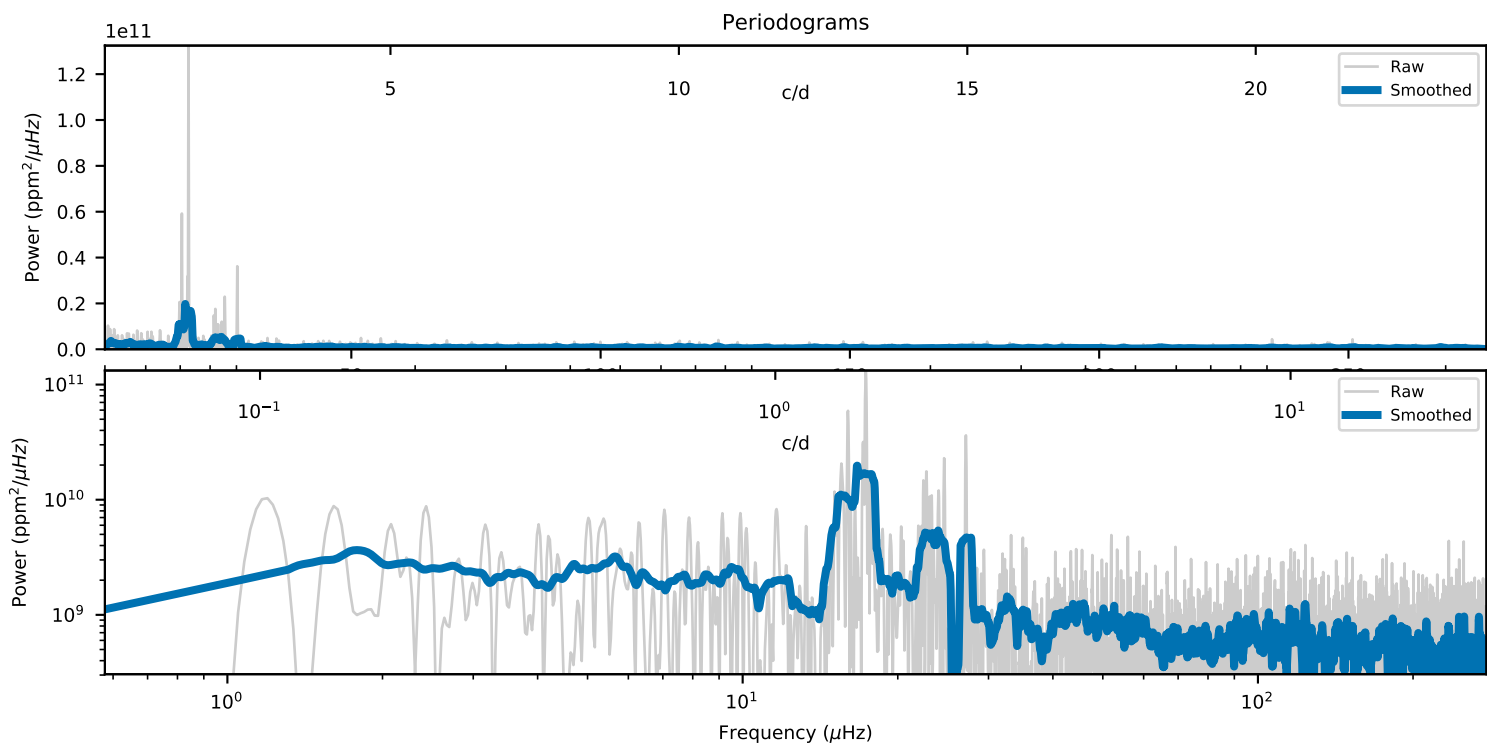 Periodograms
1e11
Power (ppm²/μHz)
1.2
1.0
0.8
0.6
0.4
0.2
0.0
5 10 15 20
c/d
Raw
Smoothed
10¹¹
10¹⁰
10⁹
Power (ppm²/μHz)
10⁻¹ 10⁰ 10¹
c/d
Raw
Smoothed
10⁰ 10¹ 10²
Frequency (μHz)